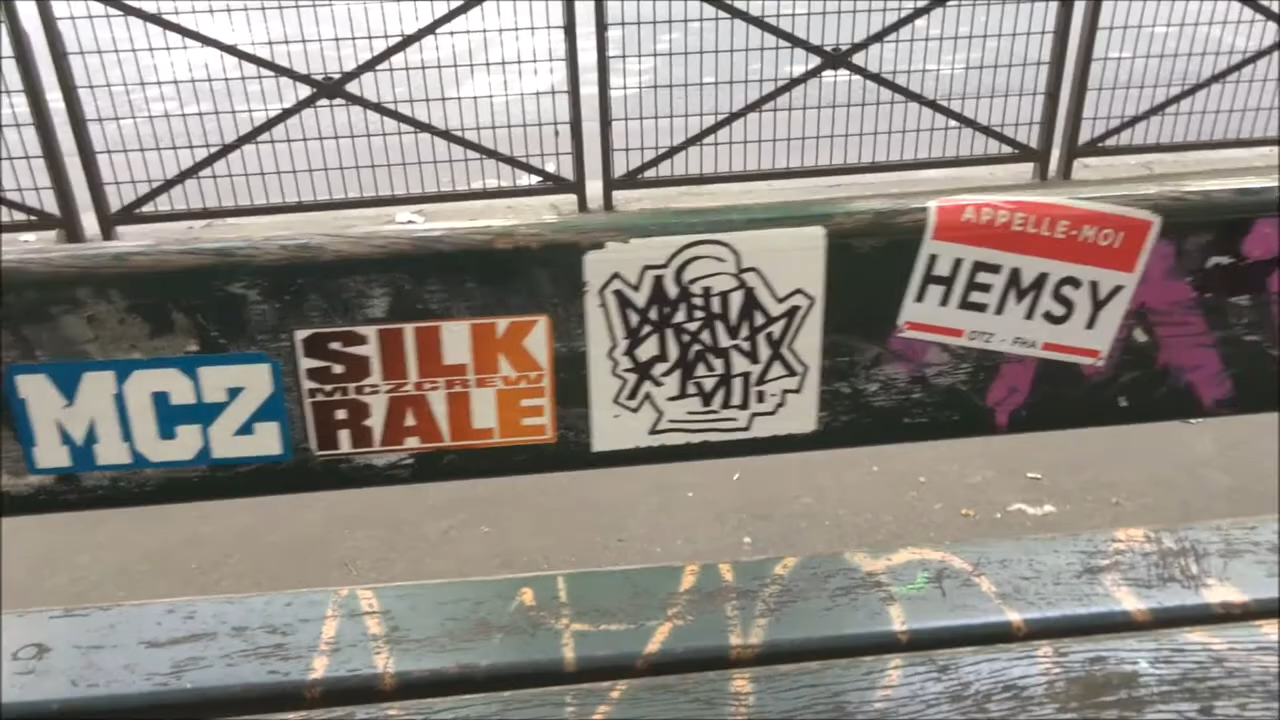 MCZ
SILK
MCZCREW
RALE
APPELLE-MOI
HEMSY
OTZ - FHA